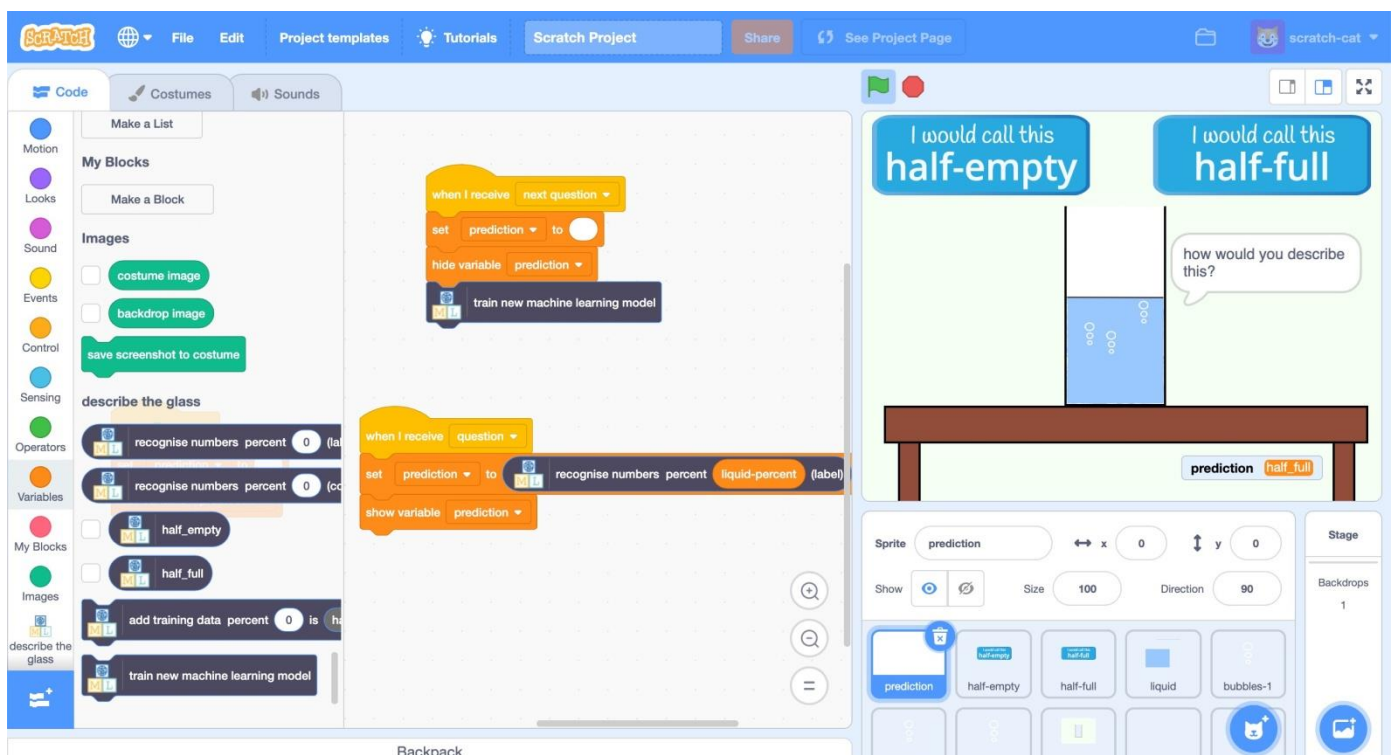 SCRATCH
File
Edit
Project templates
Tutorials
Scratch Project
Share
See Project Page
scratch-cat
Code
Costumes
Sounds
Motion
Looks
Sound
Events
Control
Sensing
Operators
Variables
My Blocks
Images
describe the
glass
Make a List
My Blocks
Make a Block
Images
costume image
backdrop image
save screenshot to costume
describe the glass
recognise numbers percent 0 (la
recognise numbers percent 0 (co
half_empty
half_full
add training data percent 0 is ha
train new machine learning model
when I receive next question
set prediction to
hide variable prediction
train new machine learning model
when I receive question
set prediction to recognise numbers percent liquid-percent (label)
show variable prediction
I would call this
half-empty
I would call this
half-full
how would you describe
this?
prediction half_full
Sprite prediction x 0 y 0
Show Size 100 Direction 90
prediction
half-empty
half-full
liquid
bubbles-1
Stage
Backdrops
1
Backpack